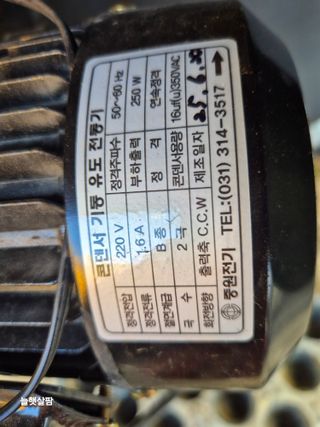 콘덴서 기동 유도 전동기
정격전압 220 V 정격주파수 50~60 Hz
정격전류 1.6 A 부하출력 250 W
절연계급 B 종 정 격 연속정격
극 수 2 극 콘덴서용량 16uf(u)350VAC
회전방향 출력축 C.C.W 제조일자 25.6.20
중원전기 TEL:(031) 314-3517
늘햇살팜